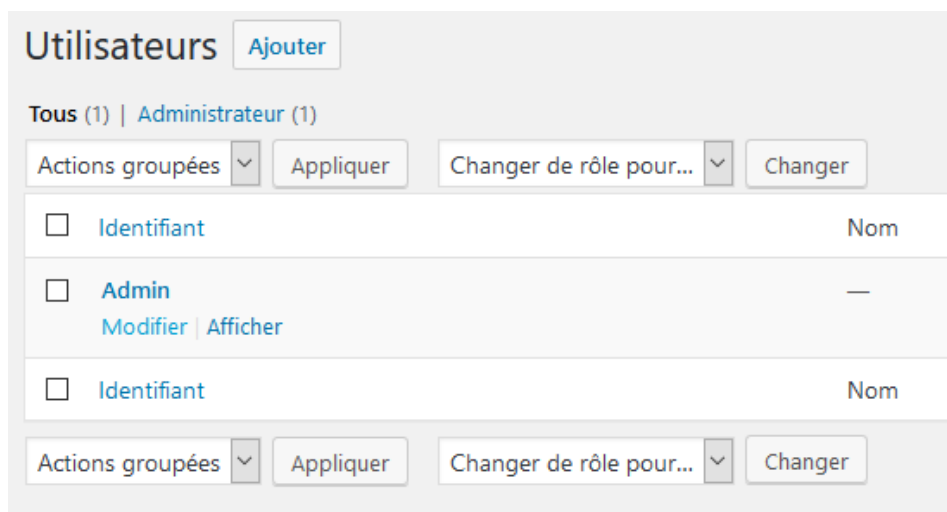 Utilisateurs Ajouter
Tous (1) | Administrateur (1)
Actions groupées Appliquer Changer de rôle pour... Changer
Identifiant Nom
Admin —
Modifier | Afficher
Identifiant Nom
Actions groupées Appliquer Changer de rôle pour... Changer